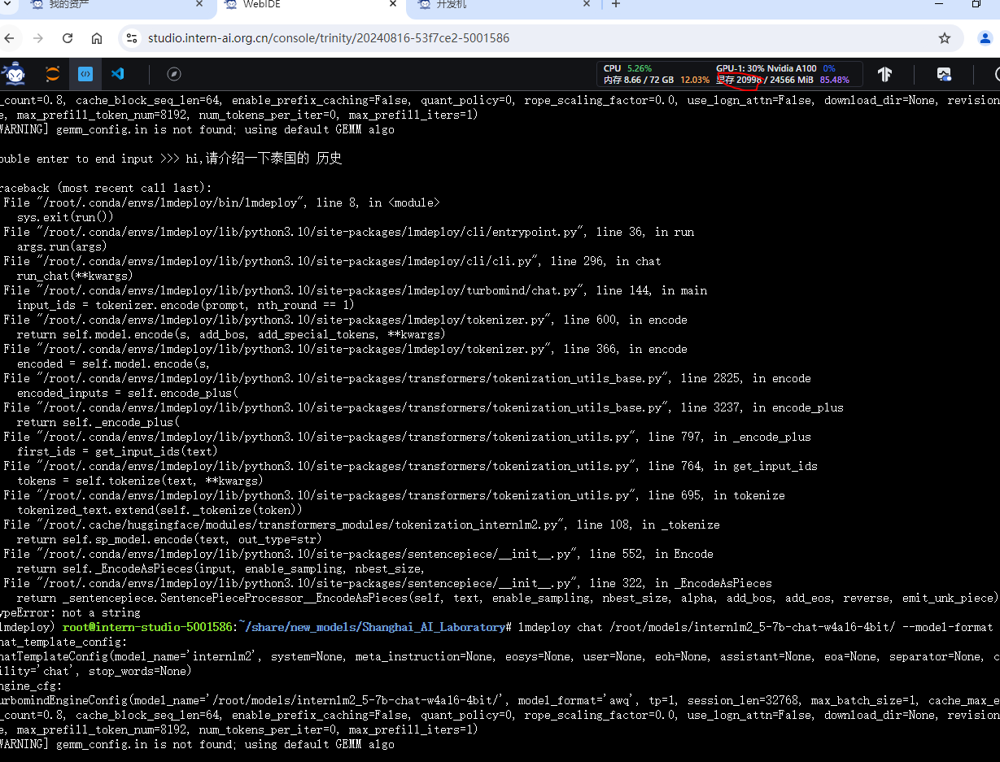 我的资产
WebIDE
开发机
studio.intern-ai.org.cn/console/trinity/20240816-53f7ce2-5001586
CPU 5.26% GPU-1: 30% Nvidia A100 0%
内存 8.66 / 72 GB 12.03% 显存 20998 / 24566 MiB 85.48%
_count=0.8, cache_block_seq_len=64, enable_prefix_caching=False, quant_policy=0, rope_scaling_factor=0.0, use_logn_attn=False, download_dir=None, revision
e, max_prefill_token_num=8192, num_tokens_per_iter=0, max_prefill_iters=1)
WARNING] gemm_config.in is not found; using default GEMM algo
ouble enter to end input >>> hi,请介绍一下泰国的 历史
raceback (most recent call last):
File "/root/.conda/envs/lmdeploy/bin/lmdeploy", line 8, in <module>
sys.exit(run())
File "/root/.conda/envs/lmdeploy/lib/python3.10/site-packages/lmdeploy/cli/entrypoint.py", line 36, in run
args.run(args)
File "/root/.conda/envs/lmdeploy/lib/python3.10/site-packages/lmdeploy/cli/cli.py", line 296, in chat
run_chat(**kwargs)
File "/root/.conda/envs/lmdeploy/lib/python3.10/site-packages/lmdeploy/turbomind/chat.py", line 144, in main
input_ids = tokenizer.encode(prompt, nth_round == 1)
File "/root/.conda/envs/lmdeploy/lib/python3.10/site-packages/lmdeploy/tokenizer.py", line 600, in encode
return self.model.encode(s, add_bos, add_special_tokens, **kwargs)
File "/root/.conda/envs/lmdeploy/lib/python3.10/site-packages/lmdeploy/tokenizer.py", line 366, in encode
encoded = self.model.encode(s,
File "/root/.conda/envs/lmdeploy/lib/python3.10/site-packages/transformers/tokenization_utils_base.py", line 2825, in encode
encoded_inputs = self.encode_plus(
File "/root/.conda/envs/lmdeploy/lib/python3.10/site-packages/transformers/tokenization_utils_base.py", line 3237, in encode_plus
return self._encode_plus(
File "/root/.conda/envs/lmdeploy/lib/python3.10/site-packages/transformers/tokenization_utils.py", line 797, in _encode_plus
first_ids = get_input_ids(text)
File "/root/.conda/envs/lmdeploy/lib/python3.10/site-packages/transformers/tokenization_utils.py", line 764, in get_input_ids
tokens = self.tokenize(text, **kwargs)
File "/root/.conda/envs/lmdeploy/lib/python3.10/site-packages/transformers/tokenization_utils.py", line 695, in tokenize
tokenized_text.extend(self._tokenize(token))
File "/root/.cache/huggingface/modules/transformers_modules/tokenization_internlm2.py", line 108, in _tokenize
return self.sp_model.encode(text, out_type=str)
File "/root/.conda/envs/lmdeploy/lib/python3.10/site-packages/sentencepiece/__init__.py", line 552, in Encode
return self._EncodeAsPieces(input, enable_sampling, nbest_size,
File "/root/.conda/envs/lmdeploy/lib/python3.10/site-packages/sentencepiece/__init__.py", line 322, in _EncodeAsPieces
return _sentencepiece.SentencePieceProcessor__EncodeAsPieces(self, text, enable_sampling, nbest_size, alpha, add_bos, add_eos, reverse, emit_unk_piece)
ypeError: not a string
lmdeploy) root@intern-studio-5001586:~/share/new_models/Shanghai_AI_Laboratory# lmdeploy chat /root/models/internlm2_5-7b-chat-w4a16-4bit/ --model-format
hat_template_config:
hatTemplateConfig(model_name='internlm2', system=None, meta_instruction=None, eosys=None, user=None, eoh=None, assistant=None, eoa=None, separator=None, c
ility='chat', stop_words=None)
ngine_cfg:
urbomindEngineConfig(model_name='/root/models/internlm2_5-7b-chat-w4a16-4bit/', model_format='awq', tp=1, session_len=32768, max_batch_size=1, cache_max_e
_count=0.8, cache_block_seq_len=64, enable_prefix_caching=False, quant_policy=0, rope_scaling_factor=0.0, use_logn_attn=False, download_dir=None, revision
e, max_prefill_token_num=8192, num_tokens_per_iter=0, max_prefill_iters=1)
WARNING] gemm_config.in is not found; using default GEMM algo